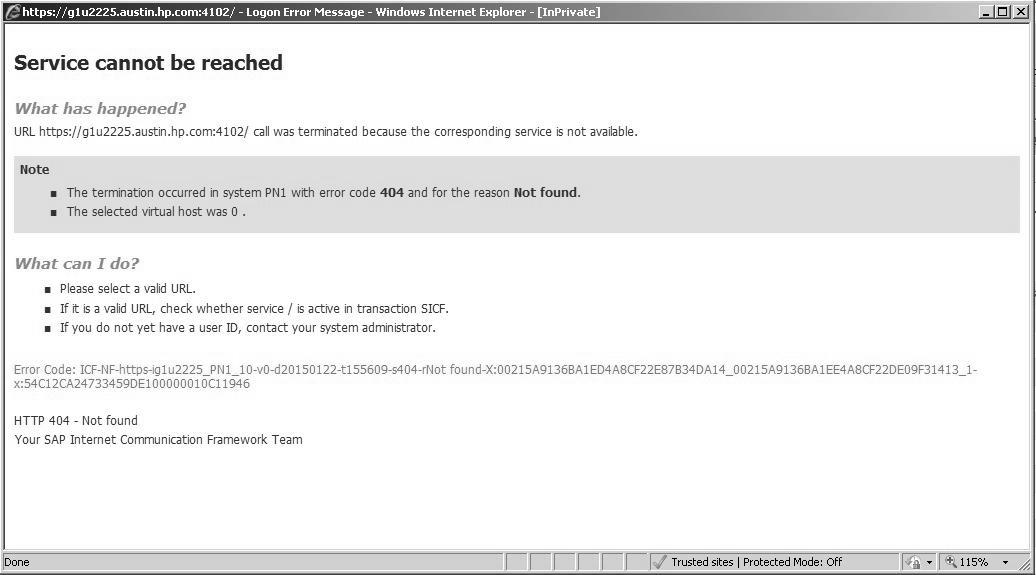 https://g1u2225.austin.hp.com:4102/ - Logon Error Message - Windows Internet Explorer - [InPrivate]
Service cannot be reached
What has happened?
URL https://g1u2225.austin.hp.com:4102/ call was terminated because the corresponding service is not available.
Note
■ The termination occurred in system PN1 with error code 404 and for the reason Not found.
■ The selected virtual host was 0 .
What can I do?
■ Please select a valid URL.
■ If it is a valid URL, check whether service / is active in transaction SICF.
■ If you do not yet have a user ID, contact your system administrator.
Error Code: ICF-NF-https-ig1u2225_PN1_10-v0-d20150122-t155609-s404-rNot found-X:00215A9136BA1ED4A8CF22E87B34DA14_00215A9136BA1EE4A8CF22DE09F31413_1-
x:54C12CA24733459DE100000010C11946
HTTP 404 - Not found
Your SAP Internet Communication Framework Team
Done Trusted sites | Protected Mode: Off 115%